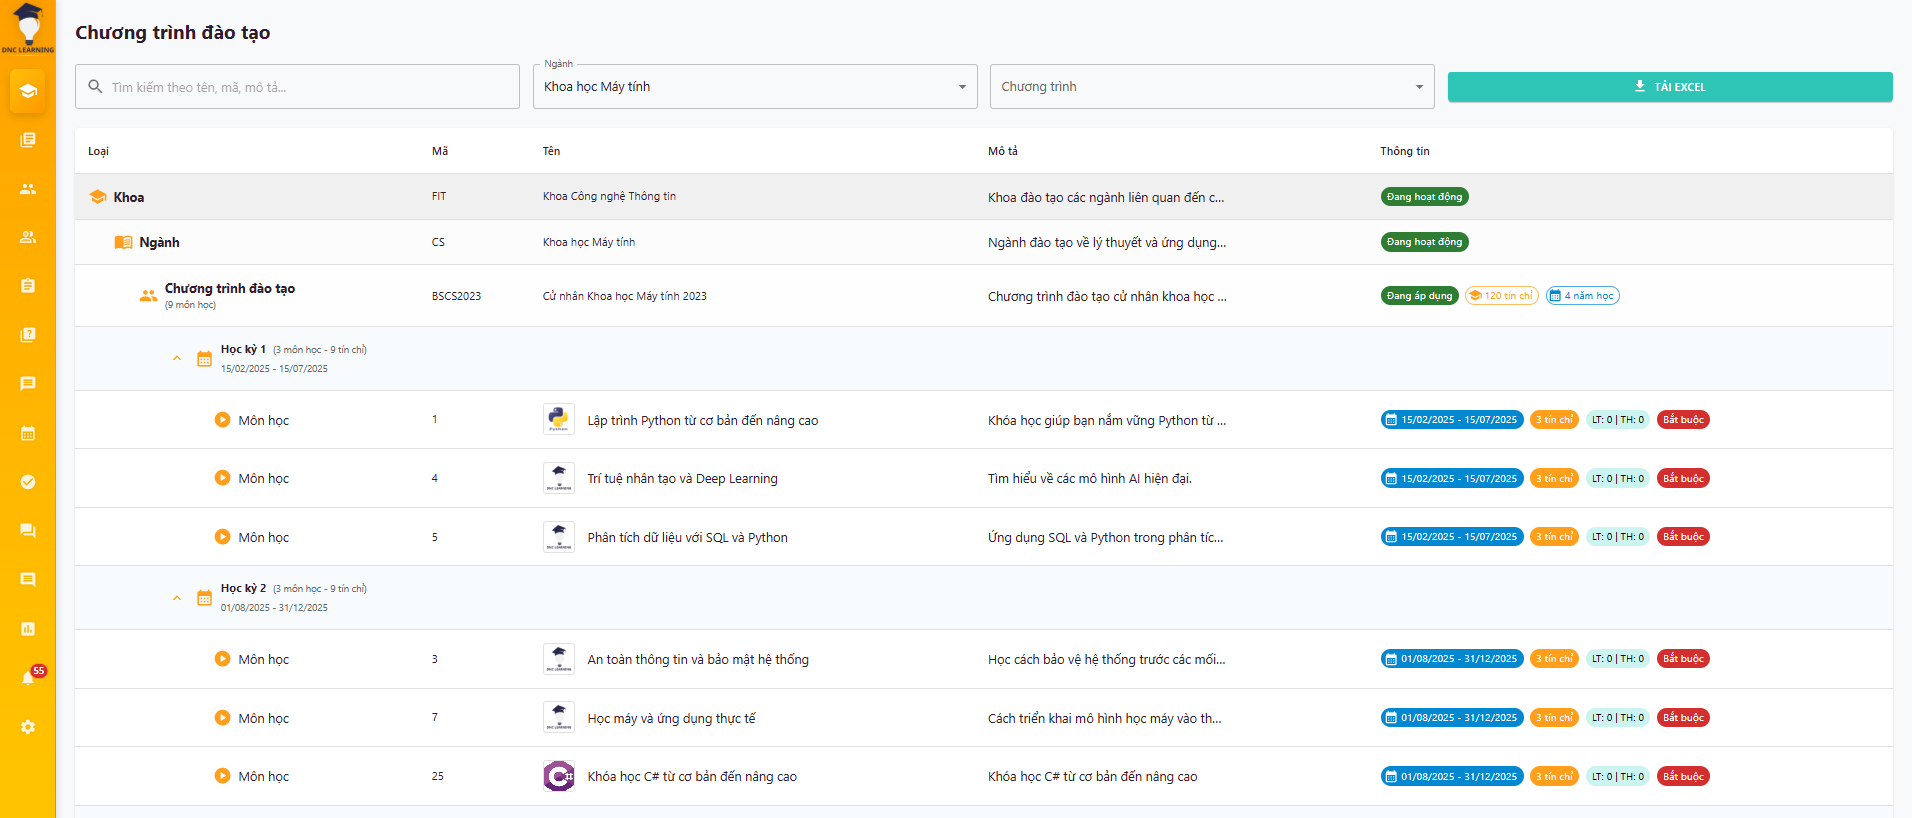 DNC LEARNING
Chương trình đào tạo
Tìm kiếm theo tên, mã, mô tả...
Ngành
Khoa học Máy tính
Chương trình
TẢI EXCEL
Loại Mã Tên Mô tả Thông tin
Khoa FIT Khoa Công nghệ Thông tin Khoa đào tạo các ngành liên quan đến c... Đang hoạt động
Ngành CS Khoa học Máy tính Ngành đào tạo về lý thuyết và ứng dụng... Đang hoạt động
Chương trình đào tạo
(9 môn học)
BSCS2023 Cử nhân Khoa học Máy tính 2023 Chương trình đào tạo cử nhân khoa học ... Đang áp dụng 120 tín chỉ 4 năm học
Học kỳ 1 (3 môn học - 9 tín chỉ)
15/02/2025 - 15/07/2025
Môn học 1 Python Lập trình Python từ cơ bản đến nâng cao Khóa học giúp bạn nắm vững Python từ ... 15/02/2025 - 15/07/2025 3 tín chỉ LT: 0 | TH: 0 Bắt buộc
Môn học 4 DNC LEARNING Trí tuệ nhân tạo và Deep Learning Tìm hiểu về các mô hình AI hiện đại. 15/02/2025 - 15/07/2025 3 tín chỉ LT: 0 | TH: 0 Bắt buộc
Môn học 5 DNC LEARNING Phân tích dữ liệu với SQL và Python Ứng dụng SQL và Python trong phân tíc... 15/02/2025 - 15/07/2025 3 tín chỉ LT: 0 | TH: 0 Bắt buộc
Học kỳ 2 (3 môn học - 9 tín chỉ)
01/08/2025 - 31/12/2025
Môn học 3 DNC LEARNING An toàn thông tin và bảo mật hệ thống Học cách bảo vệ hệ thống trước các mối... 01/08/2025 - 31/12/2025 3 tín chỉ LT: 0 | TH: 0 Bắt buộc
55
Môn học 7 DNC LEARNING Học máy và ứng dụng thực tế Cách triển khai mô hình học máy vào th... 01/08/2025 - 31/12/2025 3 tín chỉ LT: 0 | TH: 0 Bắt buộc
Môn học 25 C# Khóa học C# từ cơ bản đến nâng cao Khóa học C# từ cơ bản đến nâng cao 01/08/2025 - 31/12/2025 3 tín chỉ LT: 0 | TH: 0 Bắt buộc